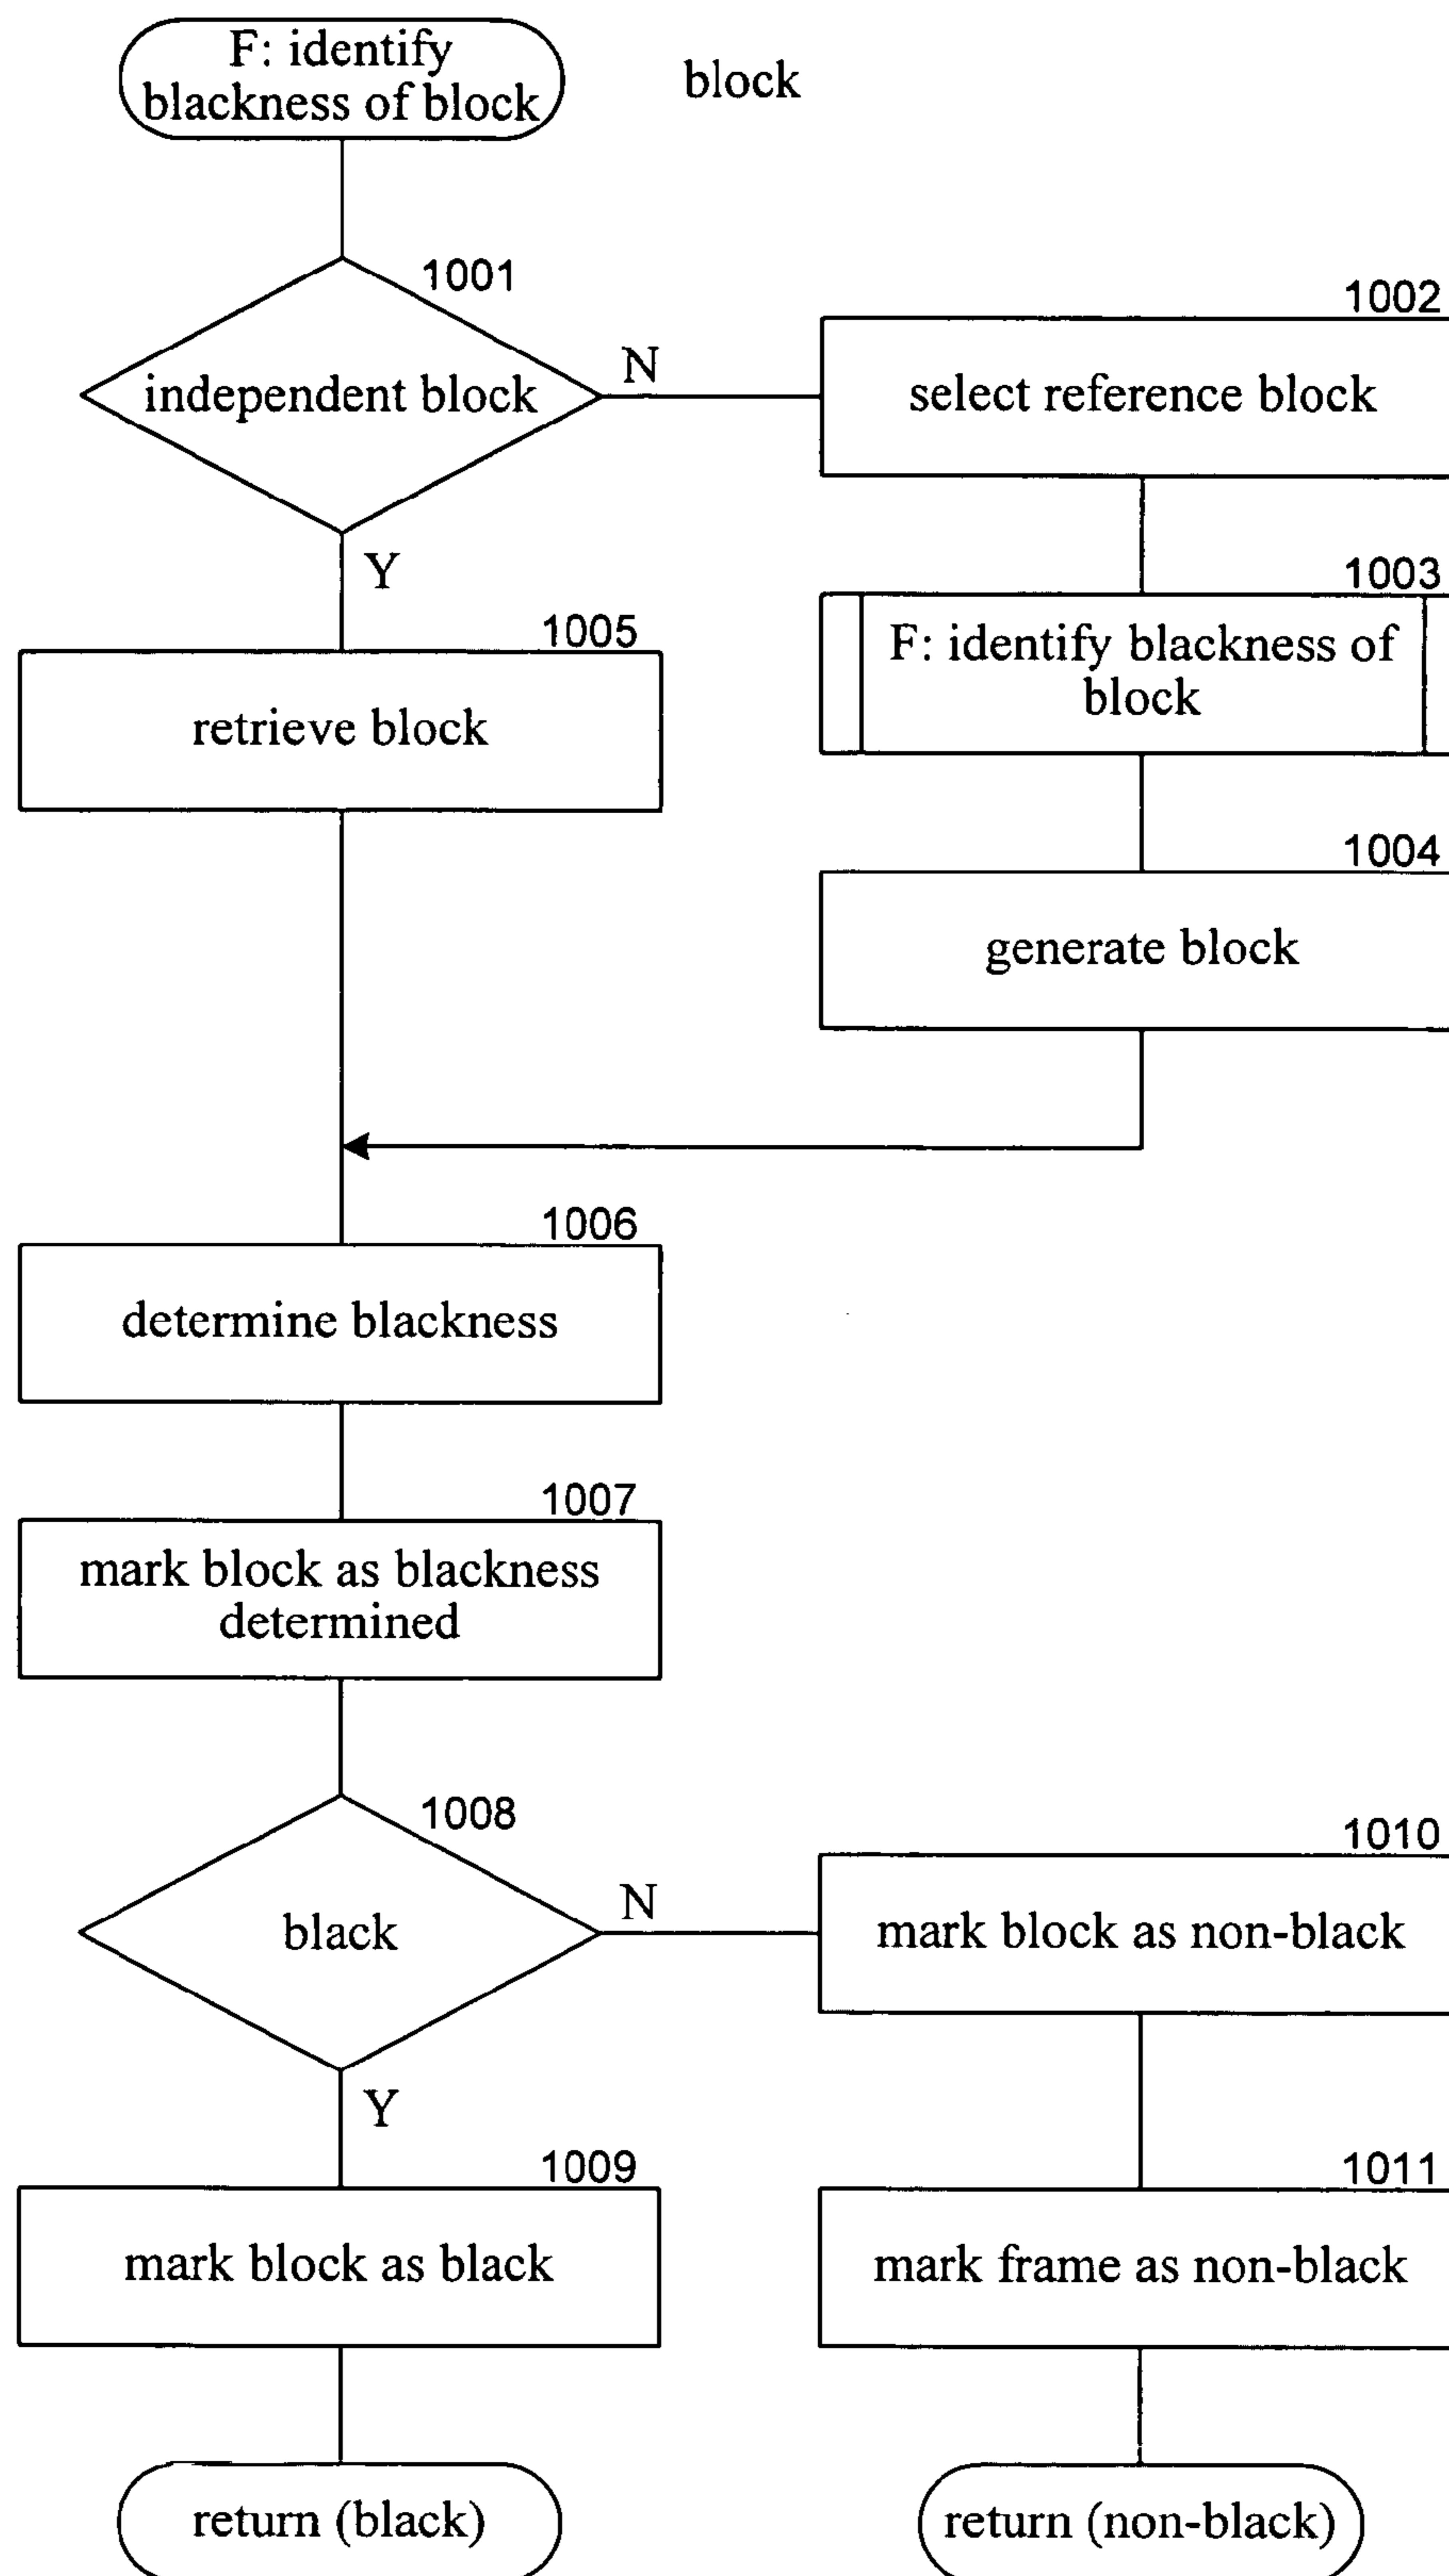 F: identify
blackness of block
block
1001
independent block
N
1002
select reference block
Y
1003
F: identify blackness of
block
1005
retrieve block
1004
generate block
1006
determine blackness
1007
mark block as blackness
determined
1008
black
N
1010
mark block as non-black
Y
1009
mark block as black
1011
mark frame as non-black
return (black)
return (non-black)